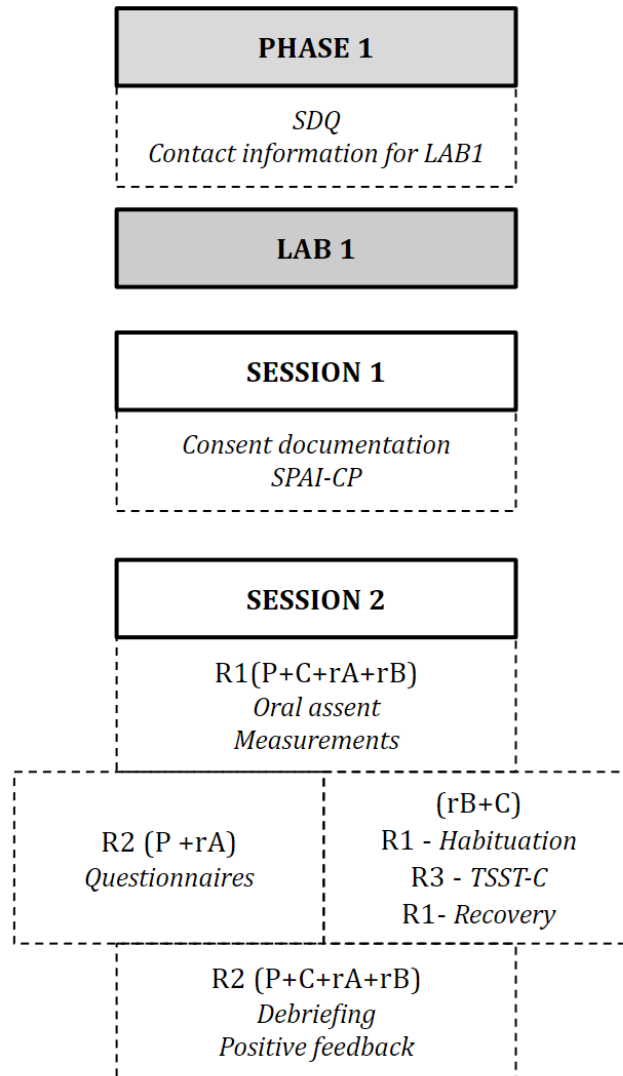 PHASE 1
SDQ
Contact information for LAB1
LAB 1
SESSION 1
Consent documentation
SPAI-CP
SESSION 2
R1(P+C+rA+rB)
Oral assent
Measurements
R2 (P +rA)
Questionnaires
(rB+C)
R1 - Habituation
R3 - TSST-C
R1- Recovery
R2 (P+C+rA+rB)
Debriefing
Positive feedback